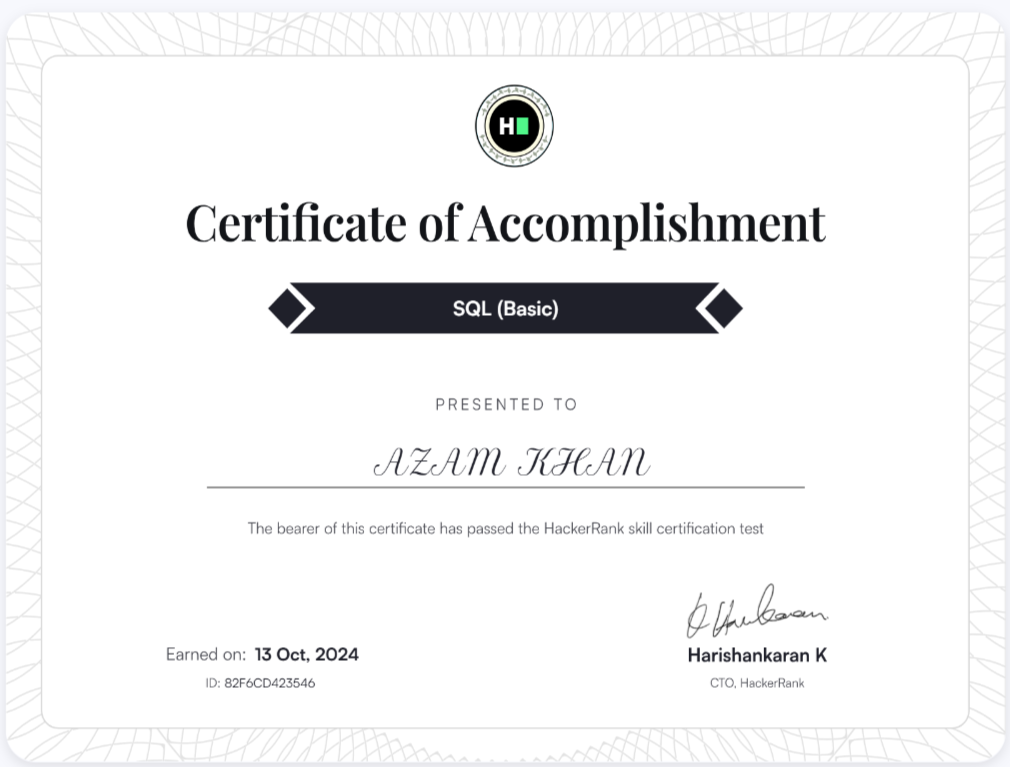 H
Certificate of Accomplishment
SQL (Basic)
PRESENTED TO
AZAM KHAN
The bearer of this certificate has passed the HackerRank skill certification test
Earned on: 13 Oct, 2024
ID: 82F6CD423546
Harishankaran K
CTO, HackerRank